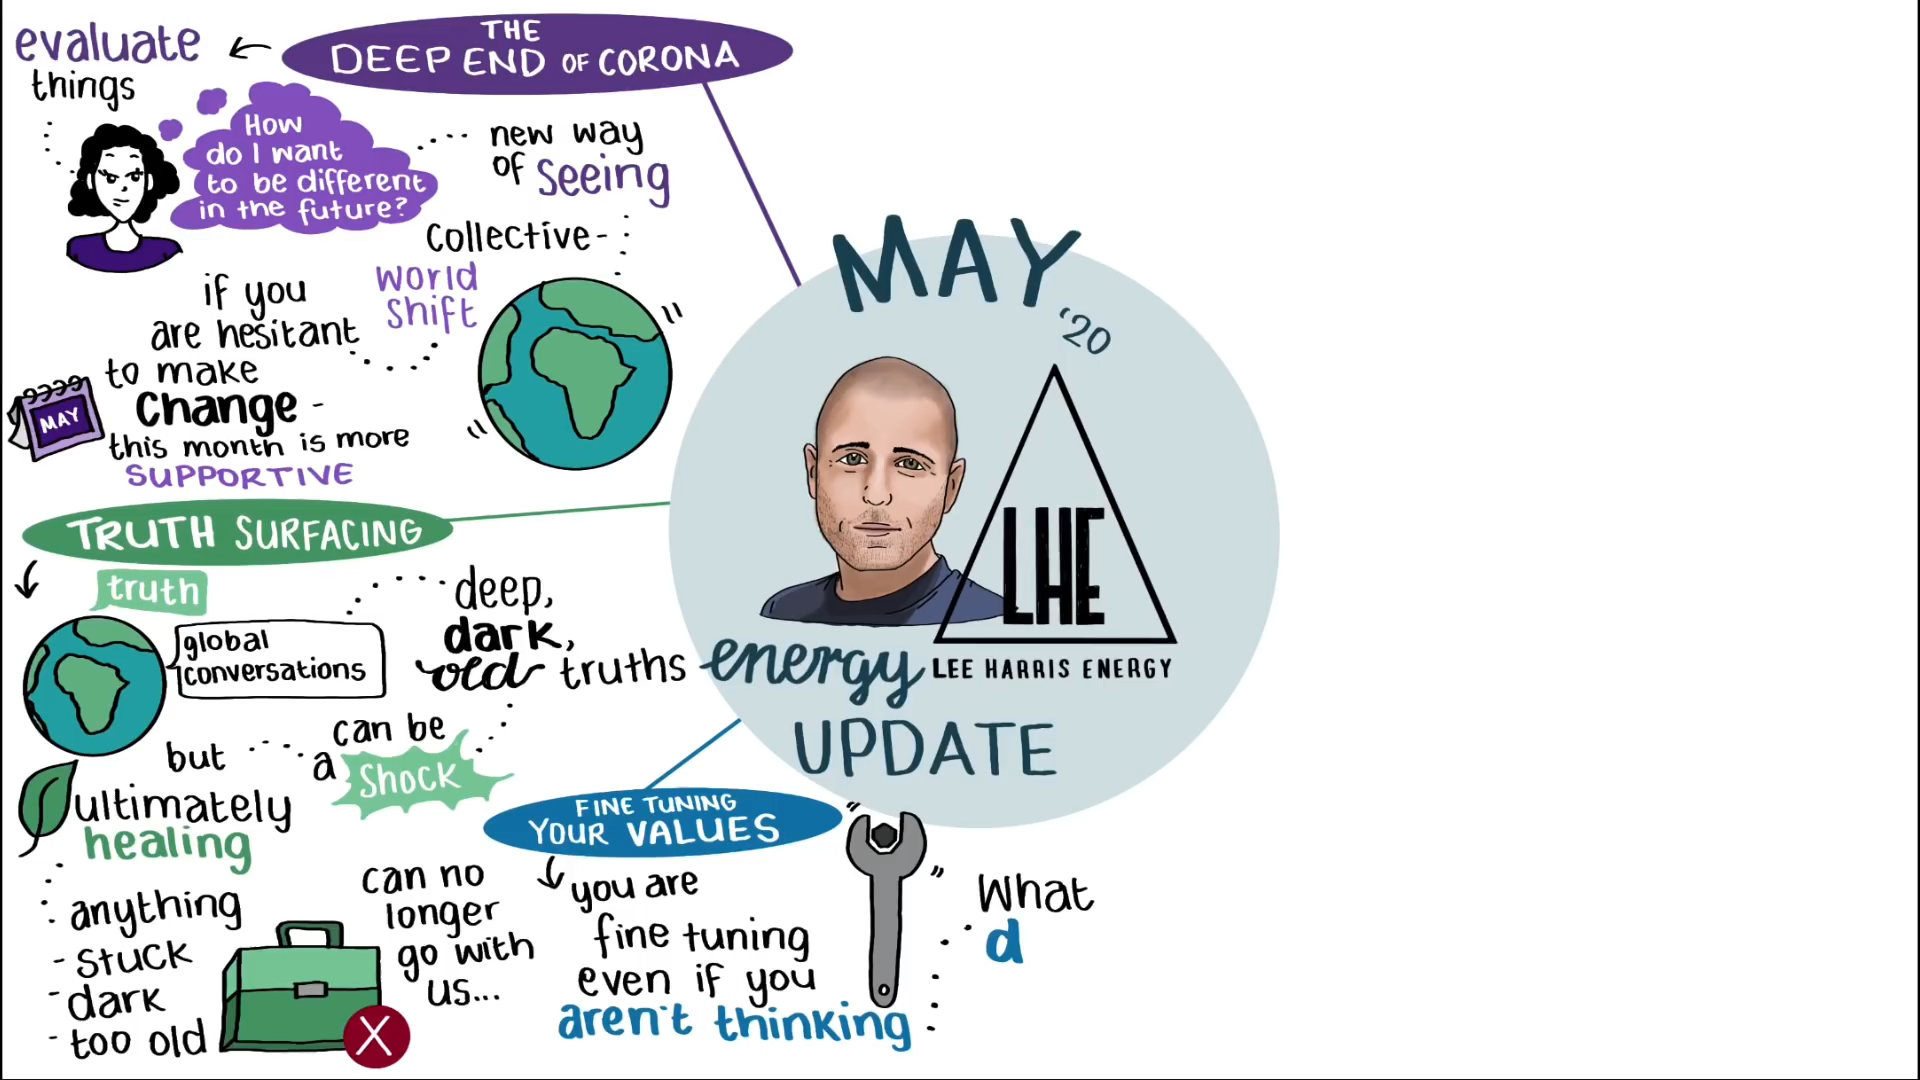 MAY
'20
LHE
LEE HARRIS ENERGY
energy
UPDATE
THE
DEEP END OF CORONA
evaluate
things
How
do I want
to be different
in the future?
new way
of seeing
collective-
world
shift
if you
are hesitant
to make
change -
this month is more
SUPPORTIVE
MAY
TRUTH SURFACING
truth
global
conversations
deep,
dark,
old truths
can be
a shock
but
ultimately
healing
anything
- stuck
- dark
- too old
can no
longer
go with
us...
X
FINE TUNING
YOUR VALUES
you are
fine tuning
even if you
aren't thinking
What
d